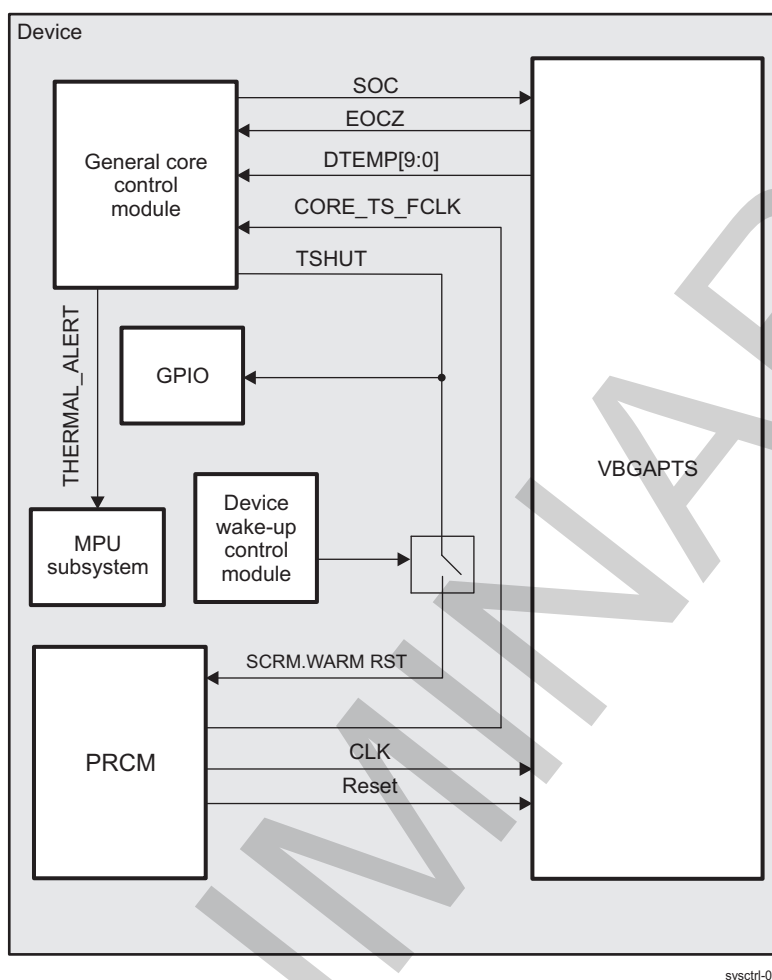 Device
SOC
EOCZ
DTEMP[9:0]
CORE_TS_FCLK
TSHUT
General core
control
module
THERMAL_ALERT
GPIO
VBGAPTS
Device
wake-up
control
module
MPU
subsystem
SCRM.WARM RST
PRCM
CLK
Reset